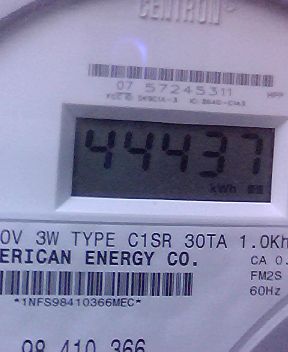 CENTRON
07 57245311
44437
kWh
0V 3W TYPE C1SR 30TA 1.0Kh
ERICAN ENERGY CO.
CA 0.
FM2S
60Hz
*1NFS98410366MEC*
98 410 366